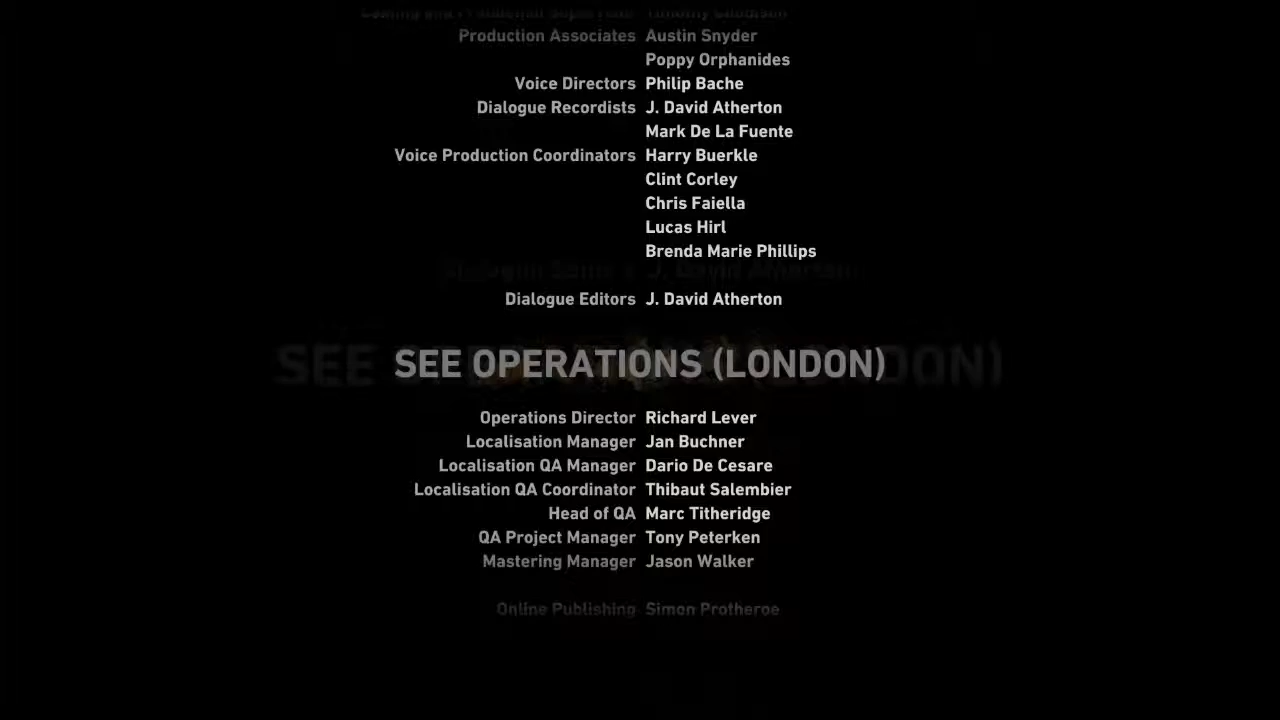 Production Associates Austin Snyder
Poppy Orphanides
Voice Directors Philip Bache
Dialogue Recordists J. David Atherton
Mark De La Fuente
Voice Production Coordinators Harry Buerkle
Clint Corley
Chris Faiella
Lucas Hirl
Brenda Marie Phillips
Dialogue Editors J. David Atherton
SEE OPERATIONS (LONDON)
Operations Director Richard Lever
Localisation Manager Jan Buchner
Localisation QA Manager Dario De Cesare
Localisation QA Coordinator Thibaut Salembier
Head of QA Marc Titheridge
QA Project Manager Tony Peterken
Mastering Manager Jason Walker
Online Publishing Simon Protheroe